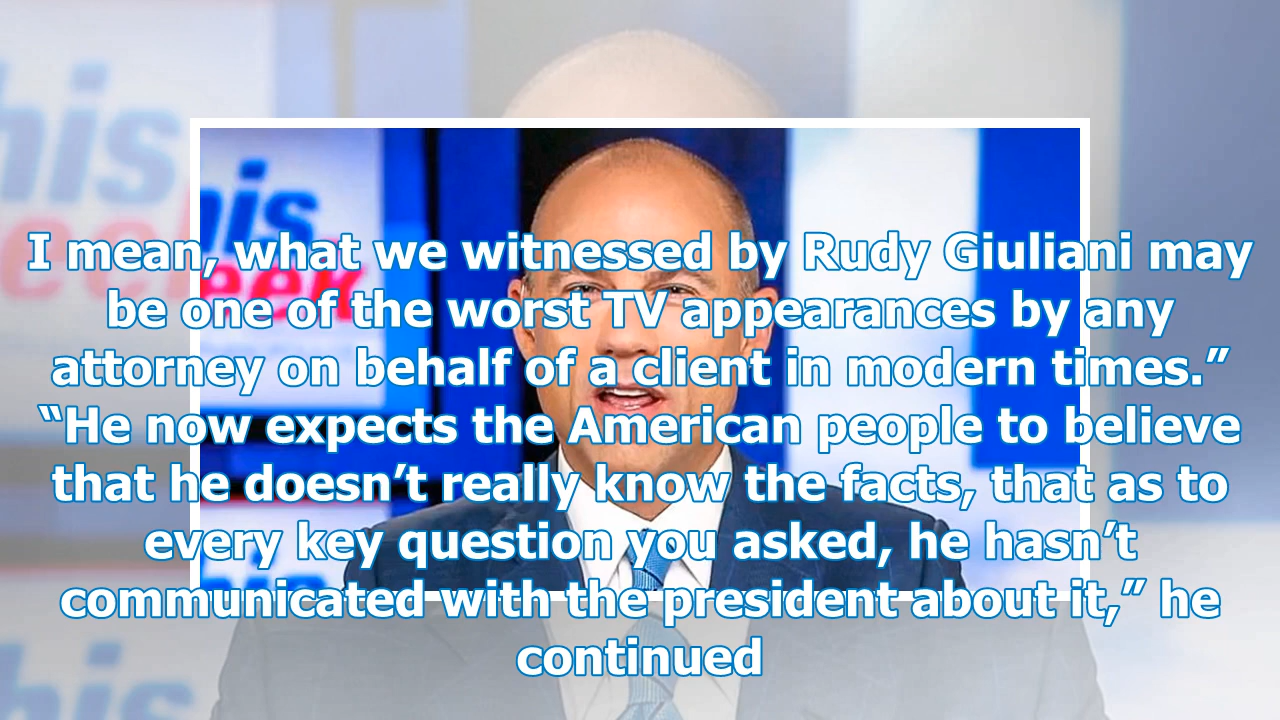 his
week
I mean, what we witnessed by Rudy Giuliani may
be one of the worst TV appearances by any
attorney on behalf of a client in modern times.”
“He now expects the American people to believe
that he doesn’t really know the facts, that as to
every key question you asked, he hasn’t
communicated with the president about it,” he
continued
his